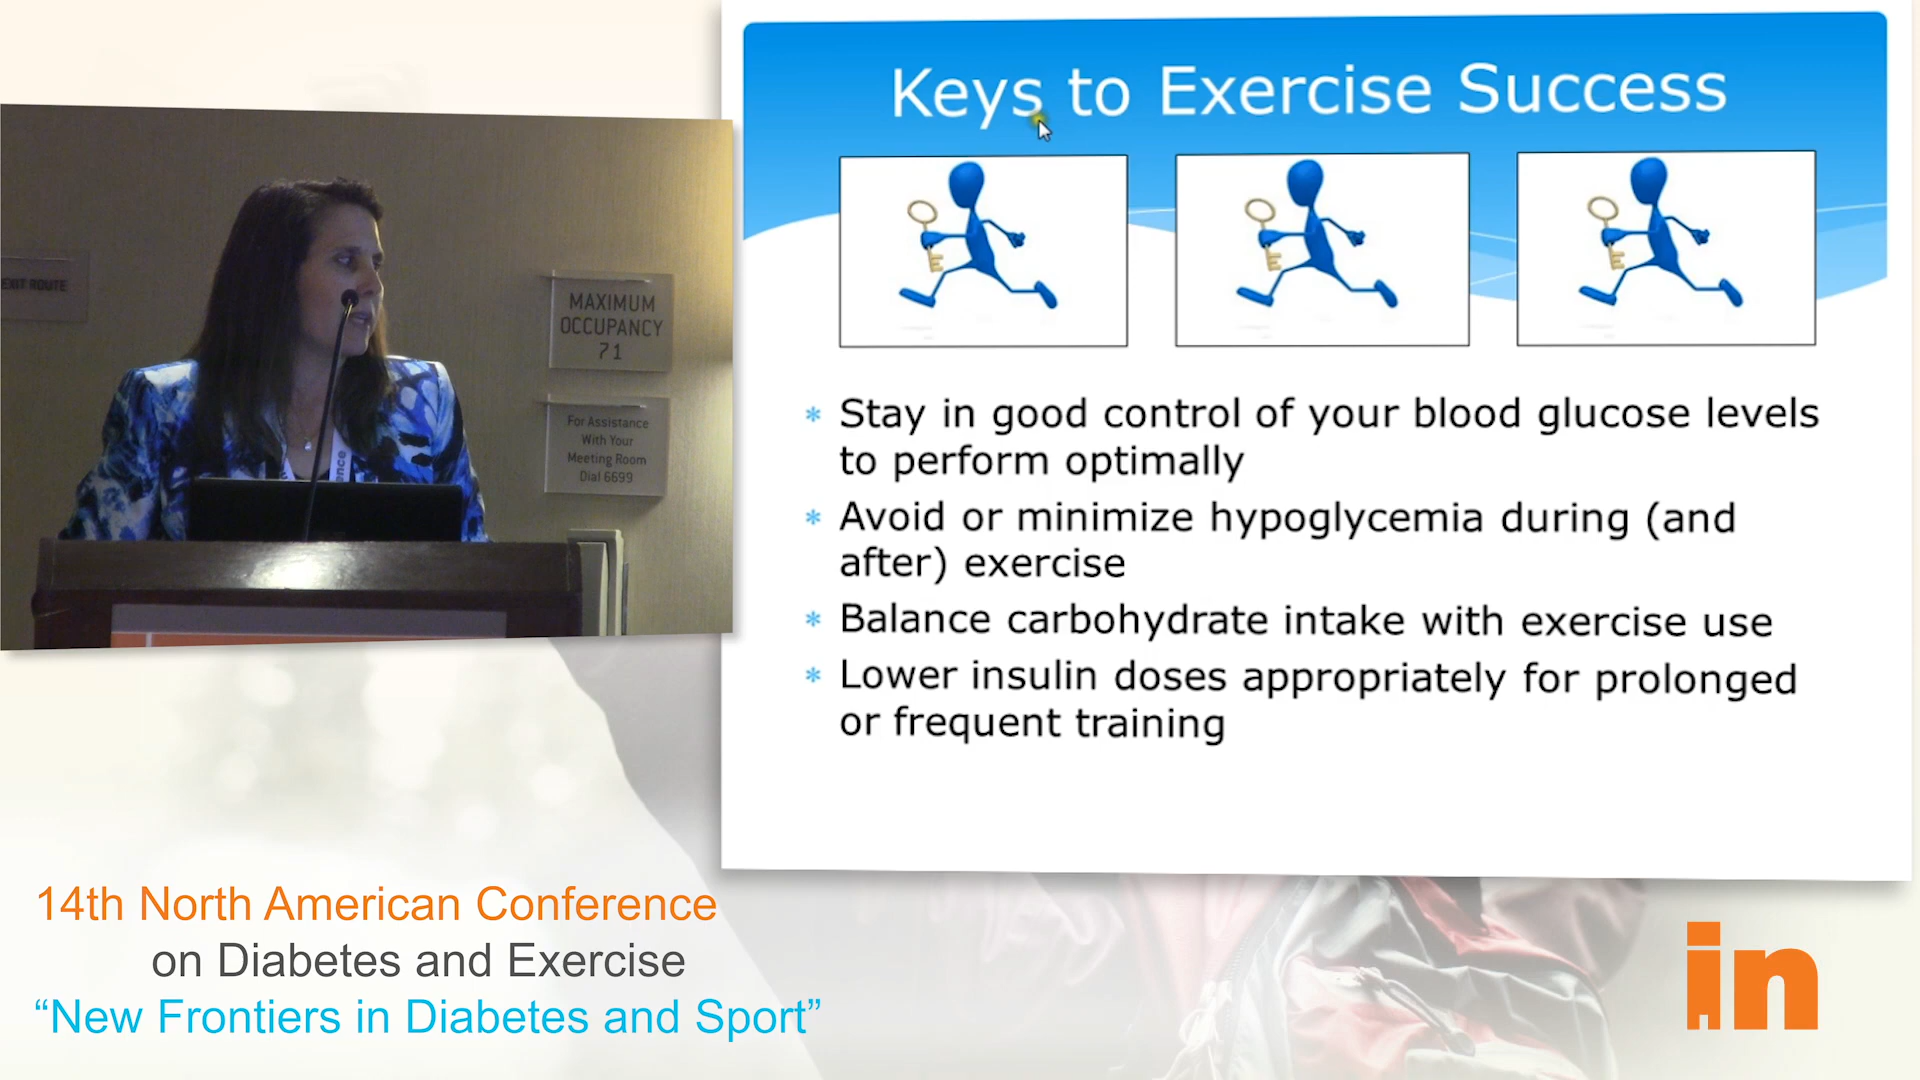 Keys to Exercise Success
EXIT ROUTE
MAXIMUM
OCCUPANCY
71
For Assistance
With Your
Meeting Room
Dial 6699
ence
* Stay in good control of your blood glucose levels
to perform optimally
* Avoid or minimize hypoglycemia during (and
after) exercise
* Balance carbohydrate intake with exercise use
* Lower insulin doses appropriately for prolonged
or frequent training
14th North American Conference
on Diabetes and Exercise
“New Frontiers in Diabetes and Sport”
in